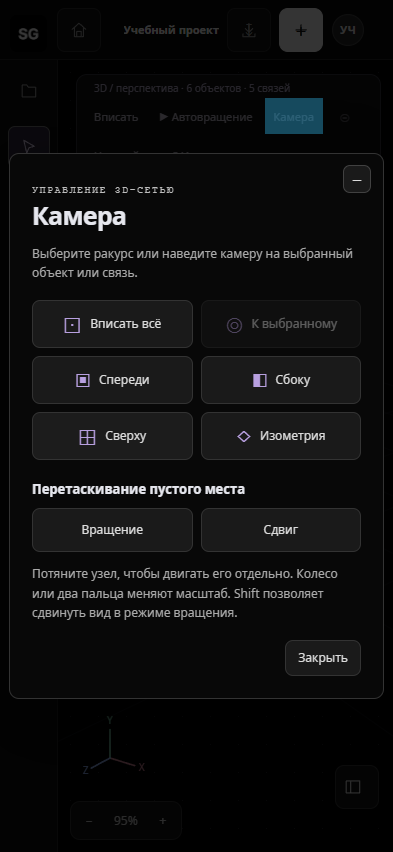 SG
Учебный проект
+
УЧ
3D / перспектива · 6 объектов · 5 связей
Вписать
▶ Автовращение
Камера
УПРАВЛЕНИЕ 3D-СЕТЬЮ
–
Камера
Выберите ракурс или наведите камеру на выбранный
объект или связь.
Вписать всё
К выбранному
Спереди
Сбоку
Сверху
Изометрия
Перетаскивание пустого места
Вращение
Сдвиг
Потяните узел, чтобы двигать его отдельно. Колесо
или два пальца меняют масштаб. Shift позволяет
сдвинуть вид в режиме вращения.
Закрыть
Y
Z
X
– 95% +